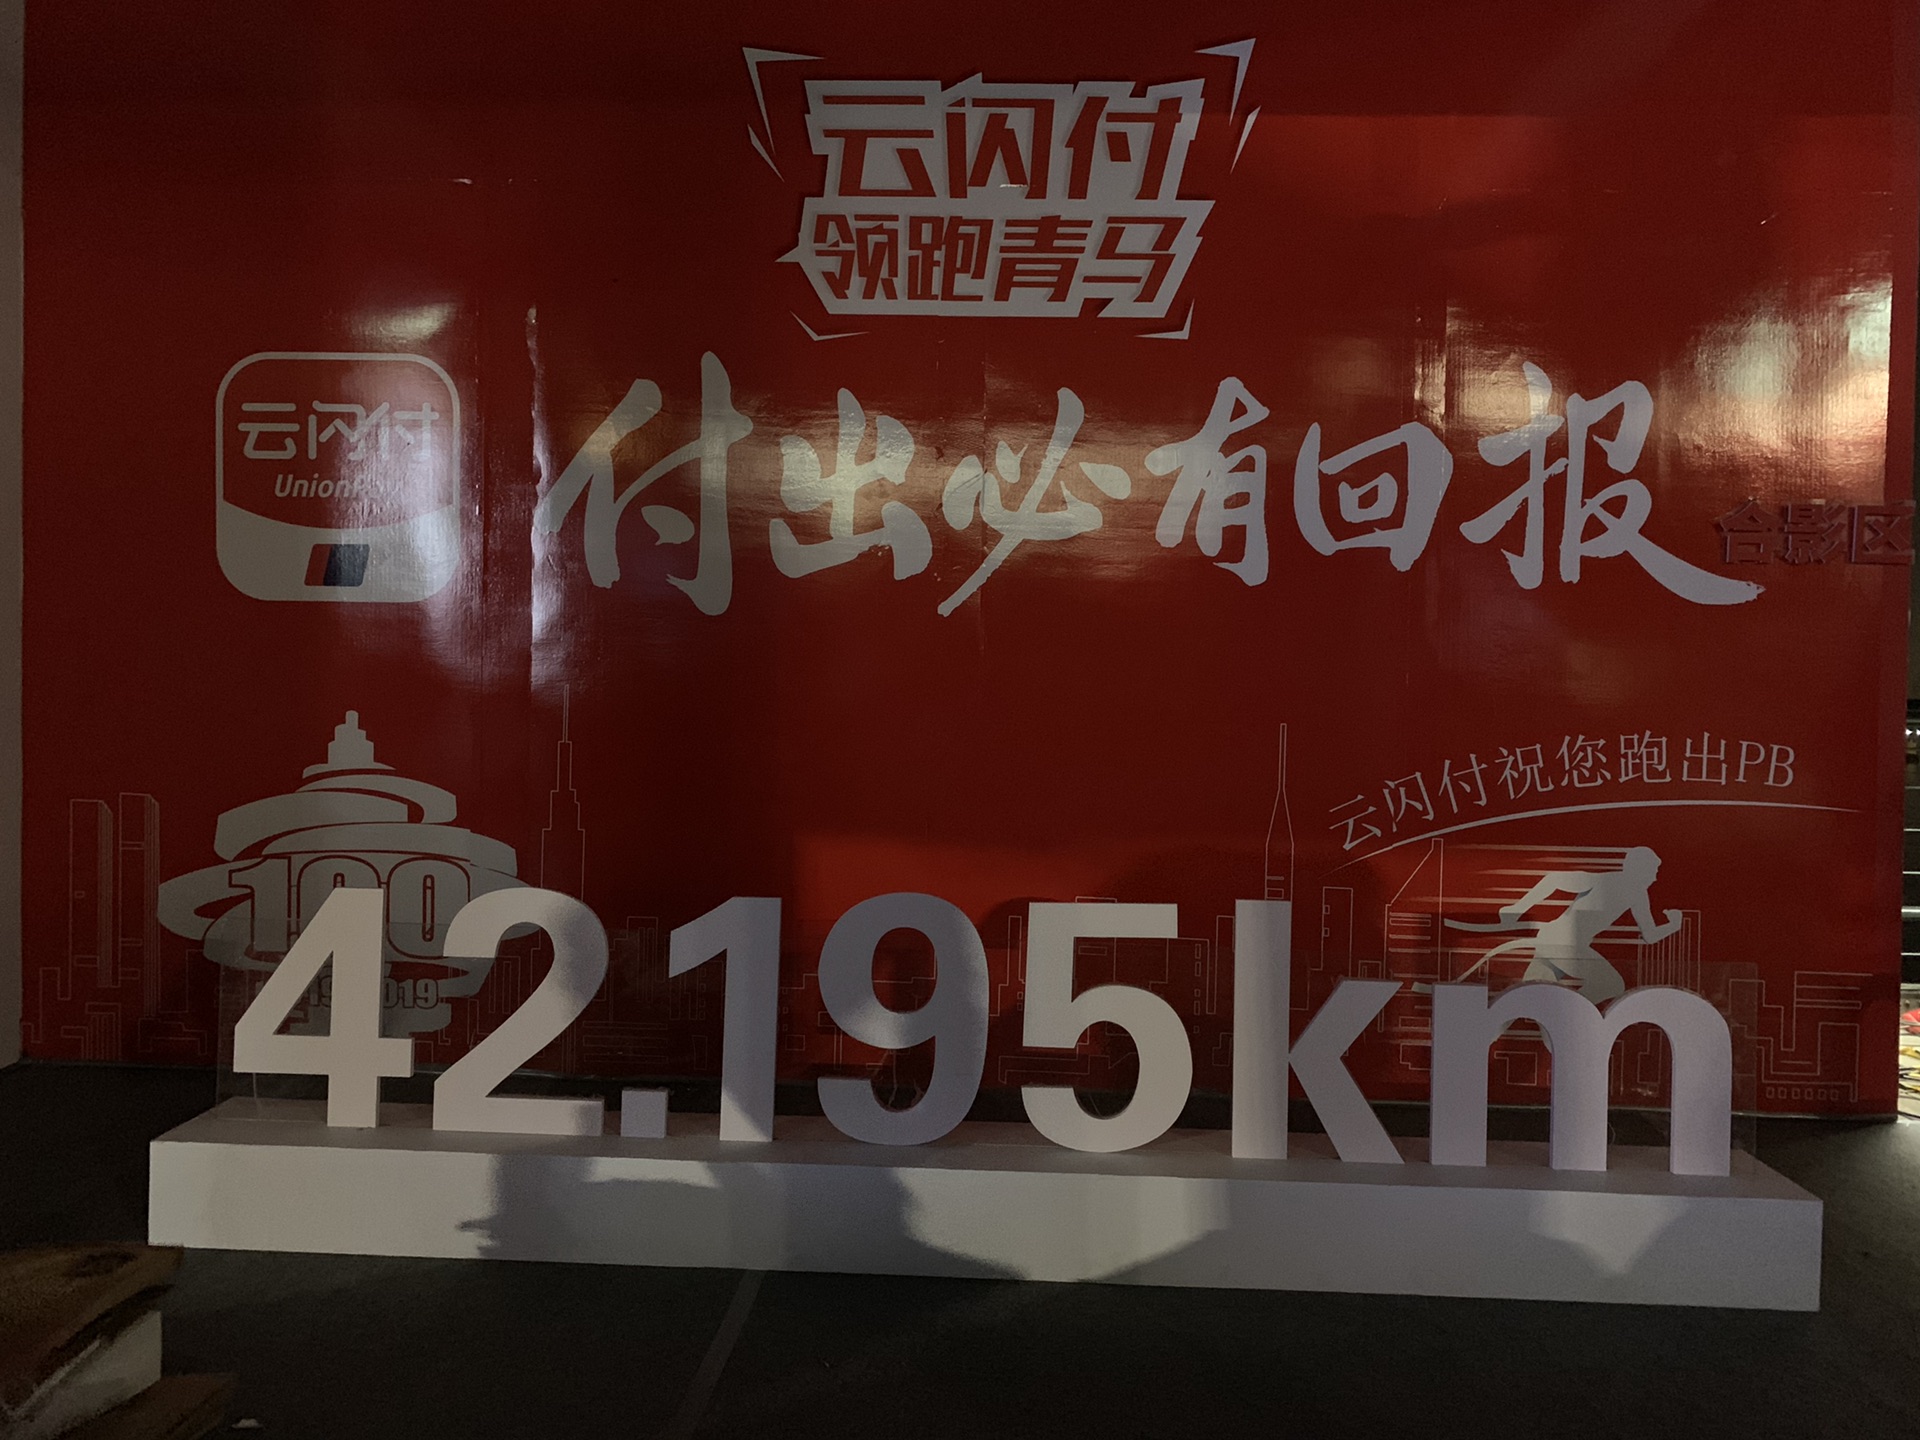 云闪付
领跑青马
云闪付
UnionPay
付出必有回报
合影区
云闪付祝您跑出PB
100
42.195km